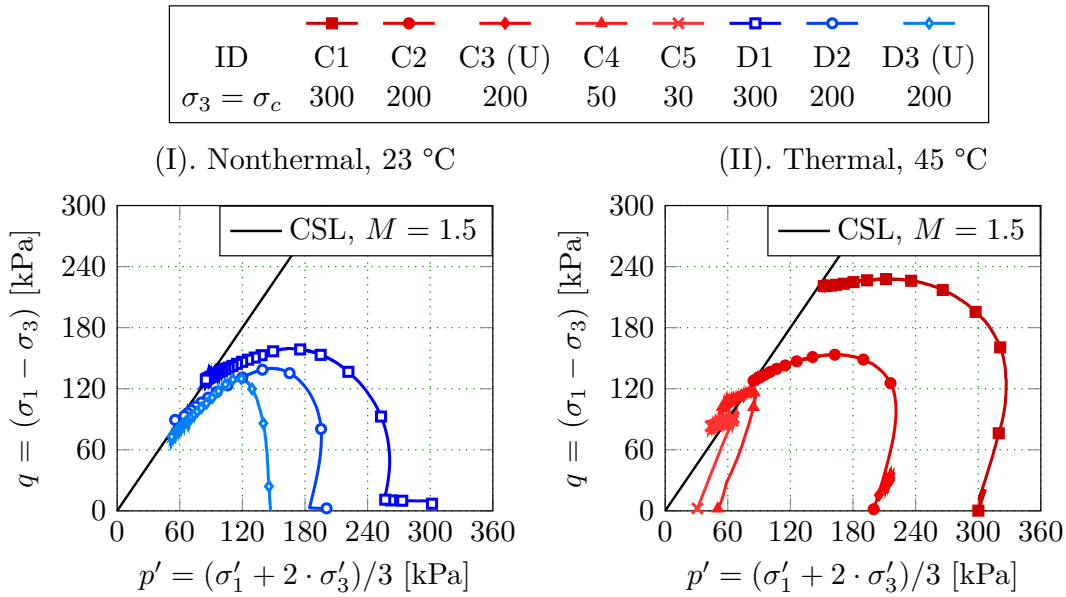 ID C1 C2 C3 (U) C4 C5 D1 D2 D3 (U)
σ₃ = σ_c 300 200 200 50 30 300 200 200
(I). Nonthermal, 23 °C
(II). Thermal, 45 °C
CSL, M = 1.5
300
240
180
120
60
0
0 60 120 180 240 300 360
q = (σ₁ − σ₃) [kPa]
p′ = (σ′₁ + 2 · σ′₃)/3 [kPa]
CSL, M = 1.5
300
240
180
120
60
0
0 60 120 180 240 300 360
q = (σ₁ − σ₃) [kPa]
p′ = (σ′₁ + 2 · σ′₃)/3 [kPa]